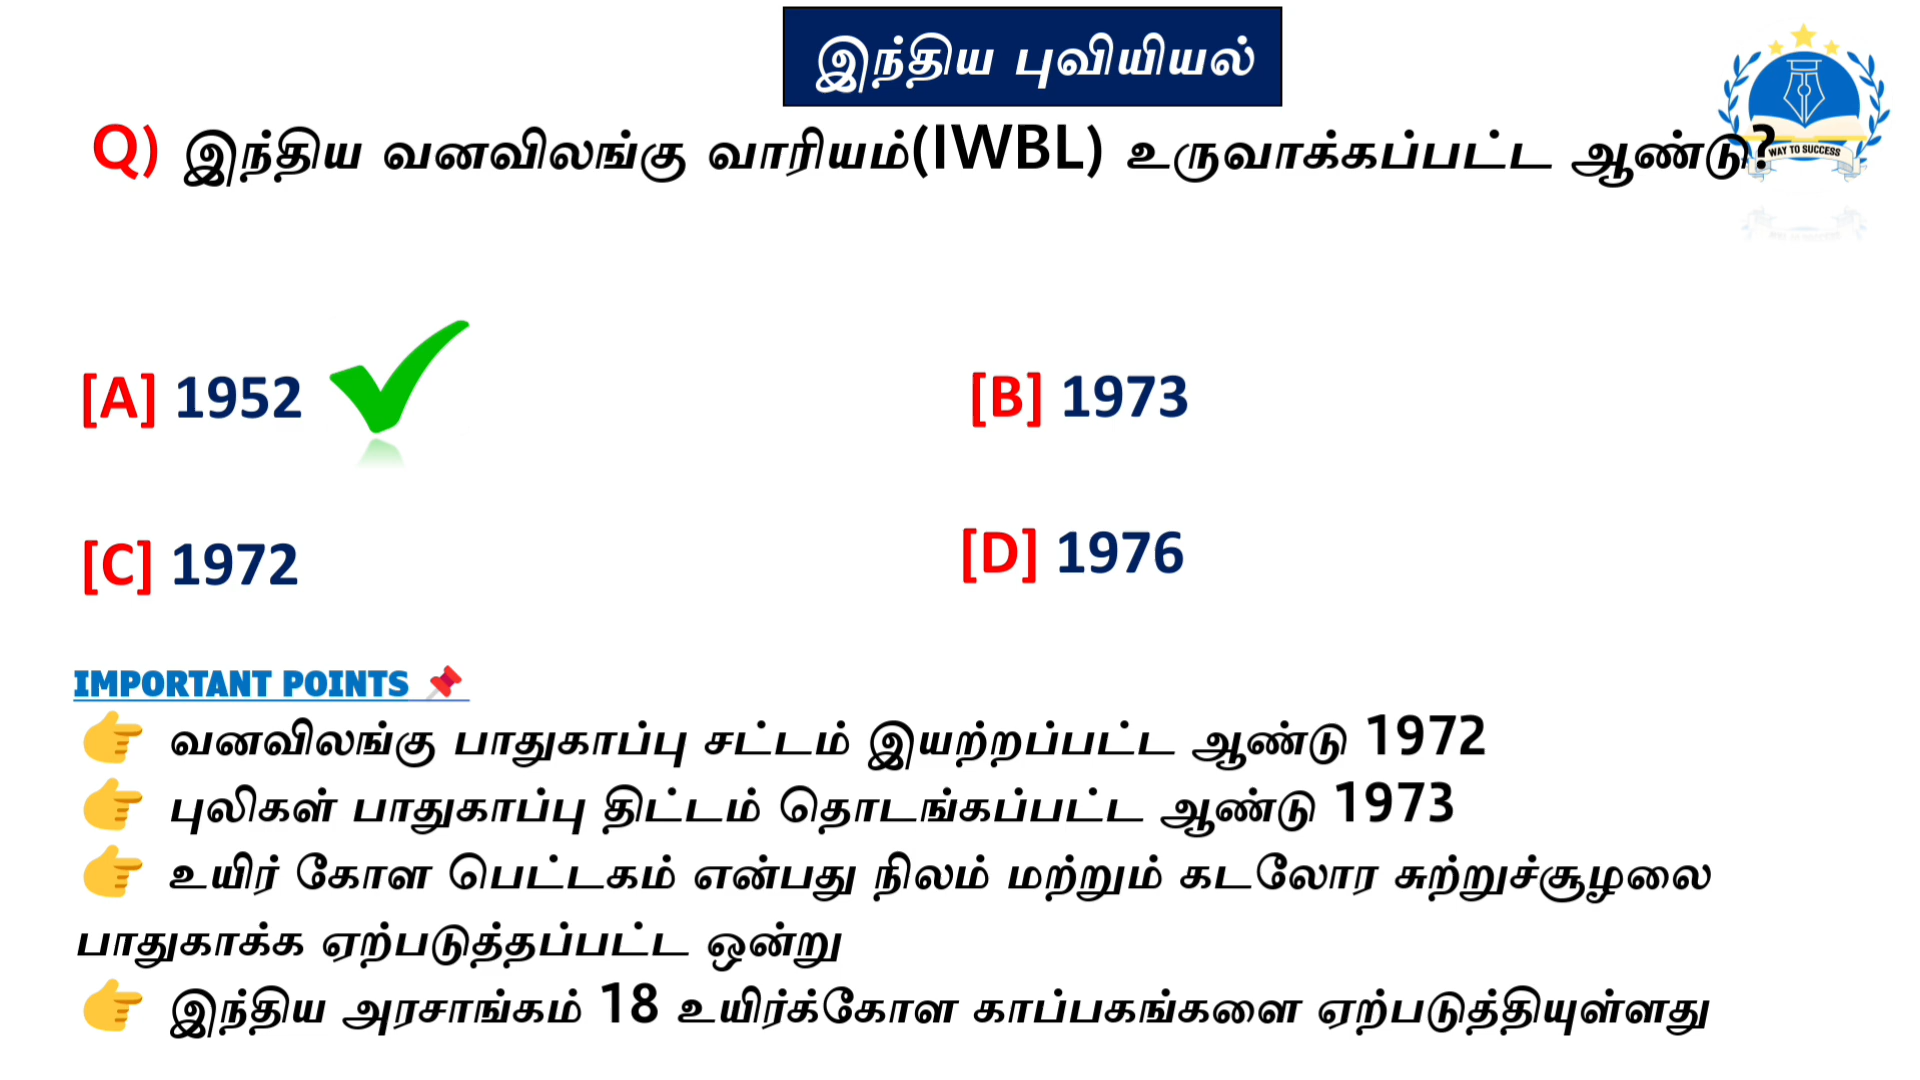 இந்திய புவியியல்
Q) இந்திய வனவிலங்கு வாரியம்(IWBL) உருவாக்கப்பட்ட ஆண்டு?
WAY TO SUCCESS
[A] 1952
[B] 1973
[C] 1972
[D] 1976
IMPORTANT POINTS 📌
👉 வனவிலங்கு பாதுகாப்பு சட்டம் இயற்றப்பட்ட ஆண்டு 1972
👉 புலிகள் பாதுகாப்பு திட்டம் தொடங்கப்பட்ட ஆண்டு 1973
👉 உயிர் கோள பெட்டகம் என்பது நிலம் மற்றும் கடலோர சுற்றுச்சூழலை
பாதுகாக்க ஏற்படுத்தப்பட்ட ஒன்று
👉 இந்திய அரசாங்கம் 18 உயிர்க்கோள காப்பகங்களை ஏற்படுத்தியுள்ளது